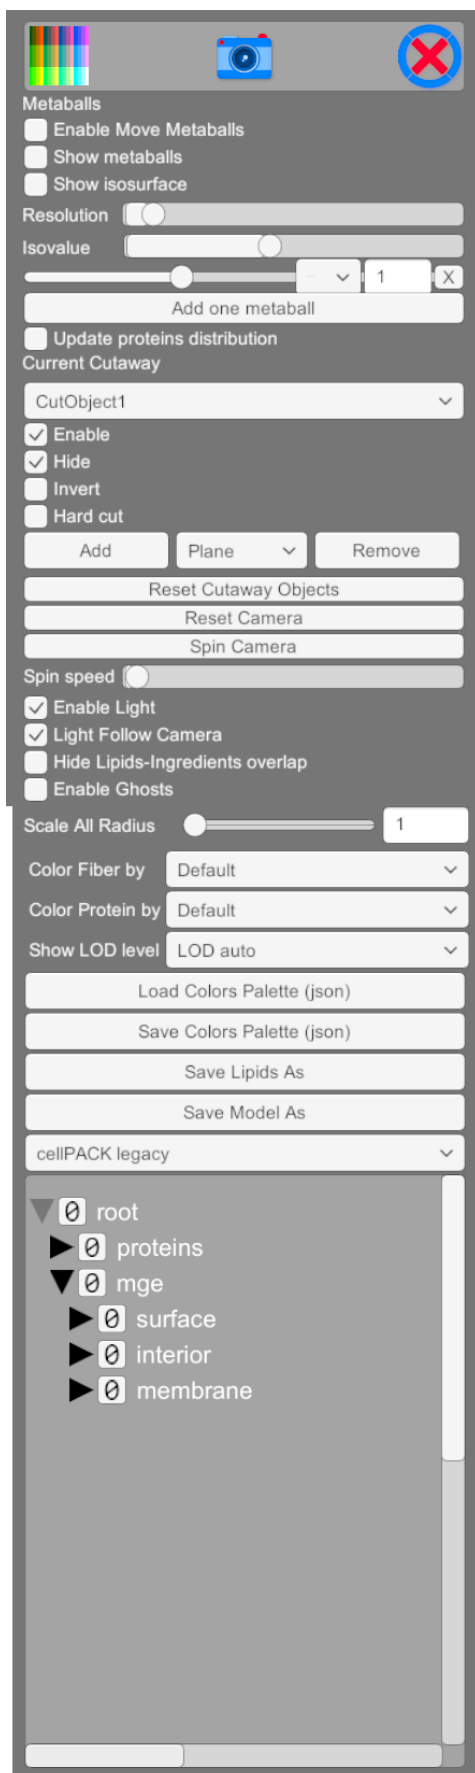 Metaballs
Enable Move Metaballs
Show metaballs
Show isosurface
Resolution
Isovalue
- 1 X
Add one metaball
Update proteins distribution
Current Cutaway
CutObject1
Enable
Hide
Invert
Hard cut
Add Plane Remove
Reset Cutaway Objects
Reset Camera
Spin Camera
Spin speed
Enable Light
Light Follow Camera
Hide Lipids-Ingredients overlap
Enable Ghosts
Scale All Radius 1
Color Fiber by Default
Color Protein by Default
Show LOD level LOD auto
Load Colors Palette (json)
Save Colors Palette (json)
Save Lipids As
Save Model As
cellPACK legacy
0 root
0 proteins
0 mge
0 surface
0 interior
0 membrane